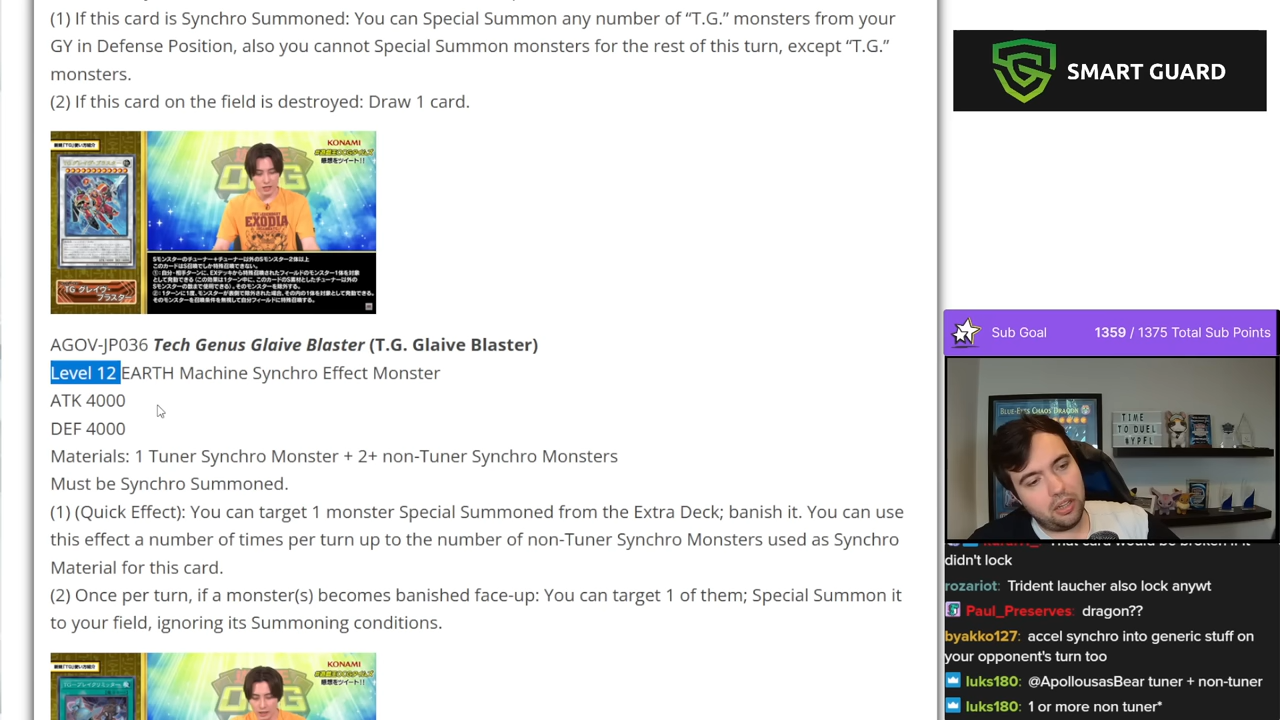 (1) If this card is Synchro Summoned: You can Special Summon any number of “T.G.” monsters from your
GY in Defense Position, also you cannot Special Summon monsters for the rest of this turn, except “T.G.”
monsters.
(2) If this card on the field is destroyed: Draw 1 card.
KONAMI
EXODIA
AGOV-JP036 Tech Genus Glaive Blaster (T.G. Glaive Blaster)
Level 12 EARTH Machine Synchro Effect Monster
ATK 4000
DEF 4000
Materials: 1 Tuner Synchro Monster + 2+ non-Tuner Synchro Monsters
Must be Synchro Summoned.
(1) (Quick Effect): You can target 1 monster Special Summoned from the Extra Deck; banish it. You can use
this effect a number of times per turn up to the number of non-Tuner Synchro Monsters used as Synchro
Material for this card.
(2) Once per turn, if a monster(s) becomes banished face-up: You can target 1 of them; Special Summon it
to your field, ignoring its Summoning conditions.
KONAMI
SMART GUARD
Sub Goal 1359 / 1375 Total Sub Points
BLUE-EYES CHAOS DRAGON
TIME
TO DUEL
didn't lock
rozariot: Trident laucher also lock anywt
Paul_Preserves: dragon??
byakko127: accel synchro into generic stuff on
your opponent's turn too
luks180: @ApollousasBear tuner + non-tuner
luks180: 1 or more non tuner*